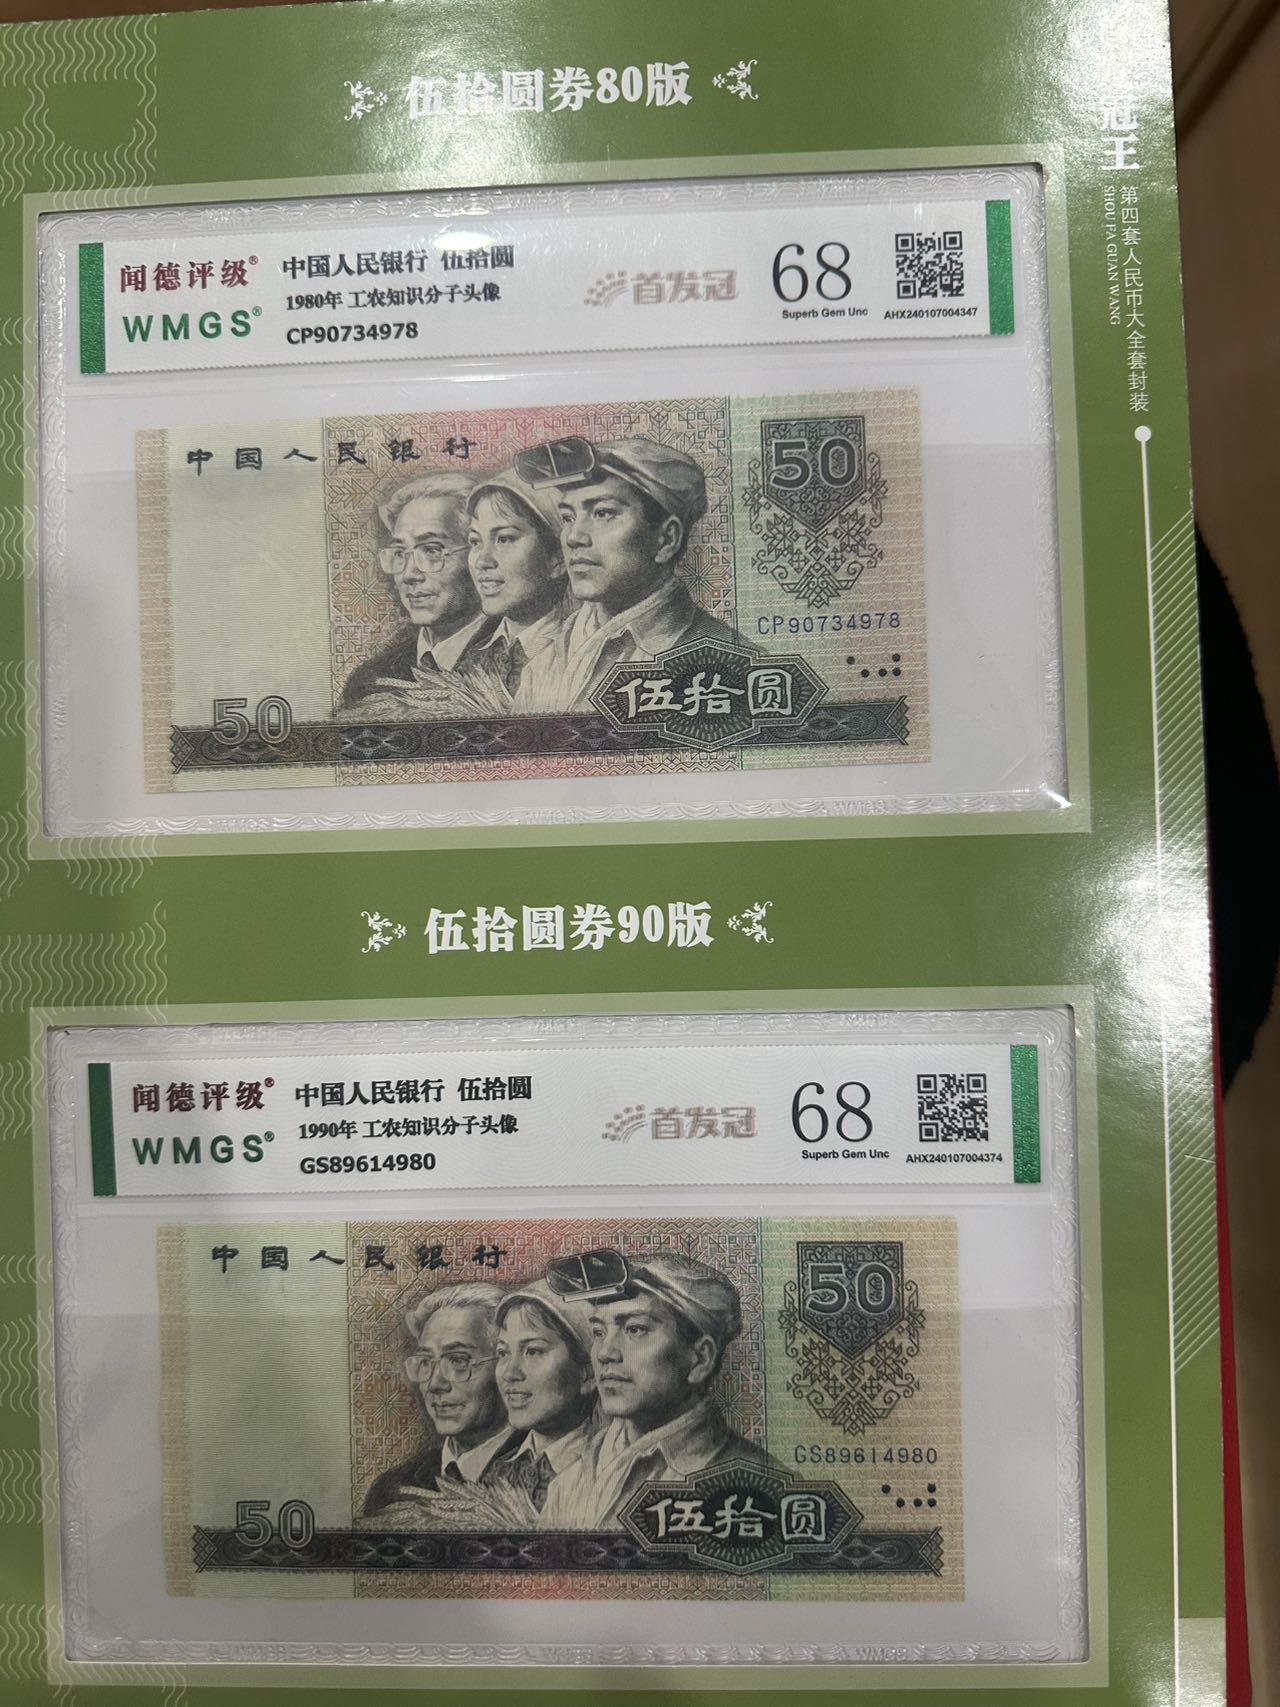 伍拾圆券80版
闻德评级®
WMGS®
中国人民银行 伍拾圆
1980年 工农知识分子头像
CP90734978
首发冠
68
Superb Gem Unc
AHX240107004347
中国人民银行
50
CP90734978
伍拾圆
50
WMGS
WMGS
WMGS
伍拾圆券90版
闻德评级®
WMGS®
中国人民银行 伍拾圆
1990年 工农知识分子头像
GS89614980
首发冠
68
Superb Gem Unc
AHX240107004374
中国人民银行
50
GS89614980
伍拾圆
50
WMGS
WMGS
WMGS
冠王
第四套人民币大全套封装
SHOU FA GUAN WANG